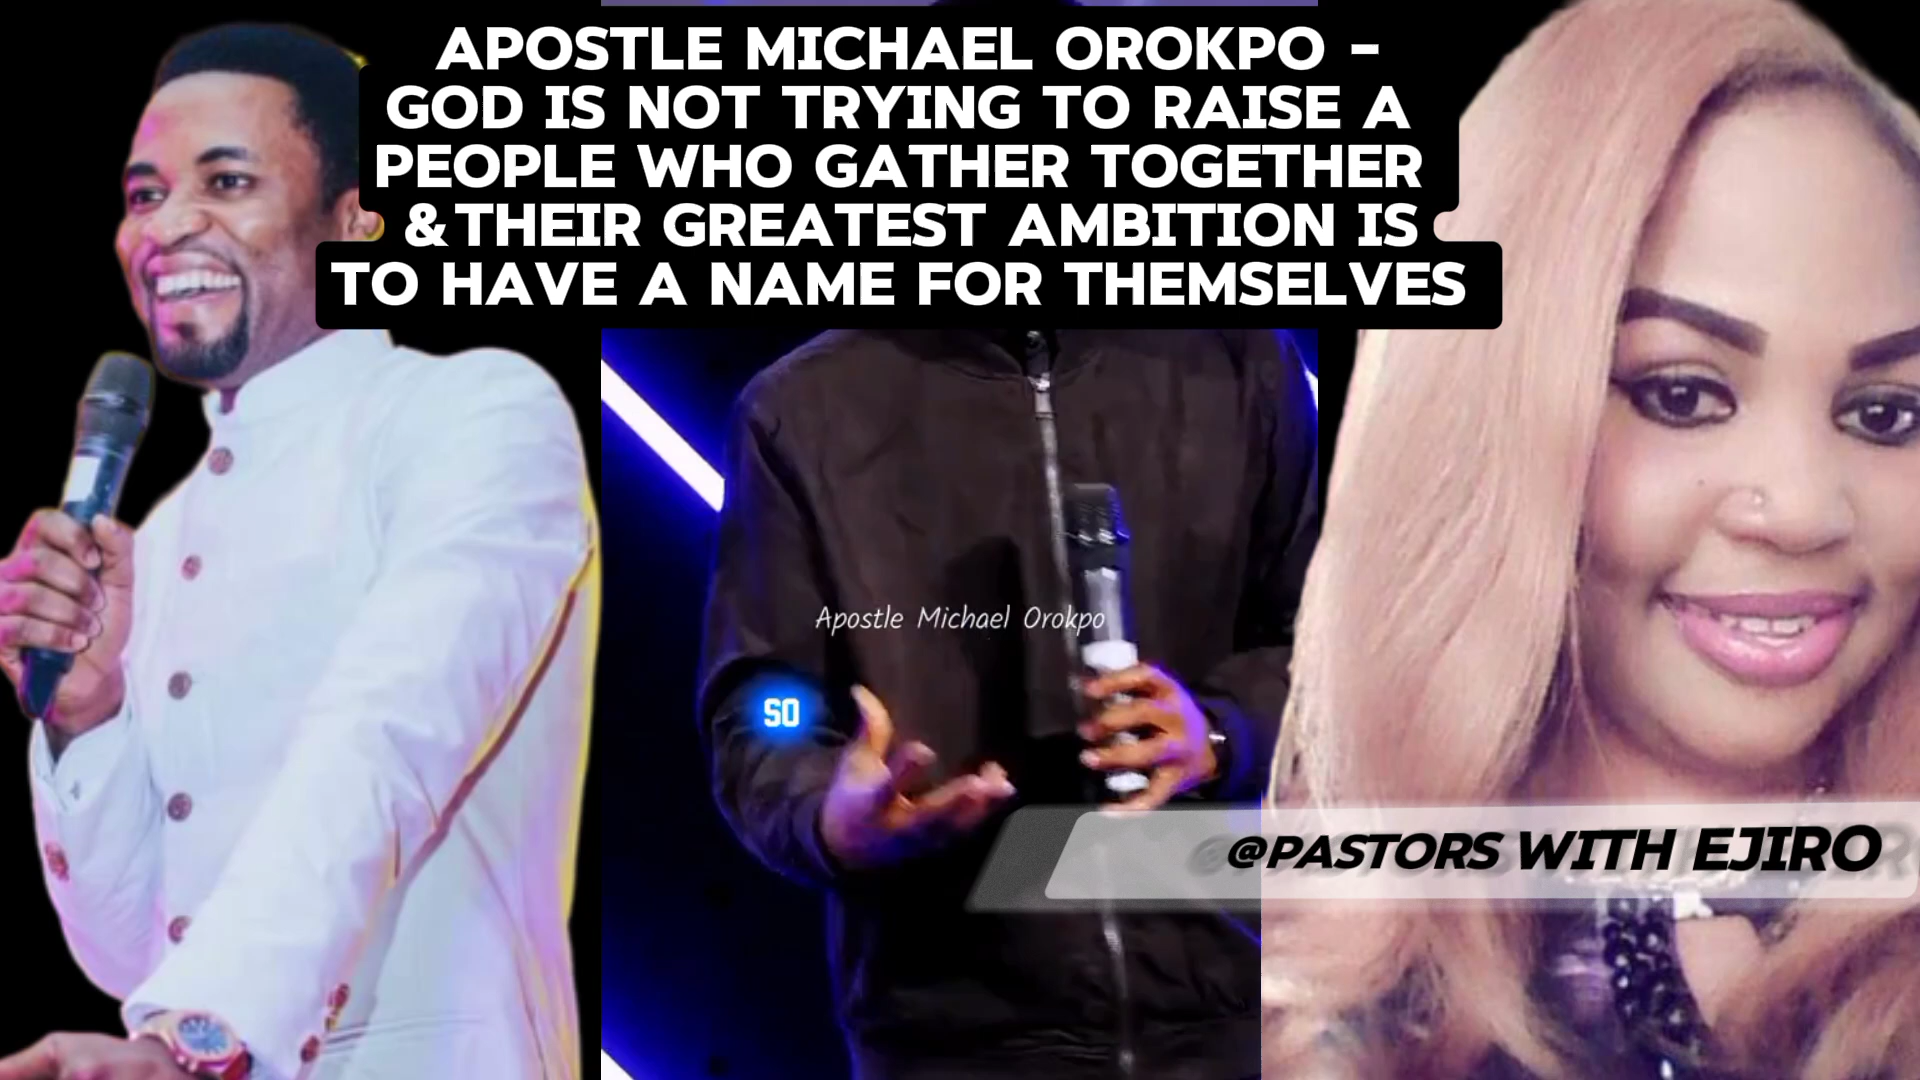 APOSTLE MICHAEL OROKPO -
GOD IS NOT TRYING TO RAISE A
PEOPLE WHO GATHER TOGETHER
&THEIR GREATEST AMBITION IS
TO HAVE A NAME FOR THEMSELVES
Apostle Michael Orokpo
SO
@PASTORS WITH EJIRO